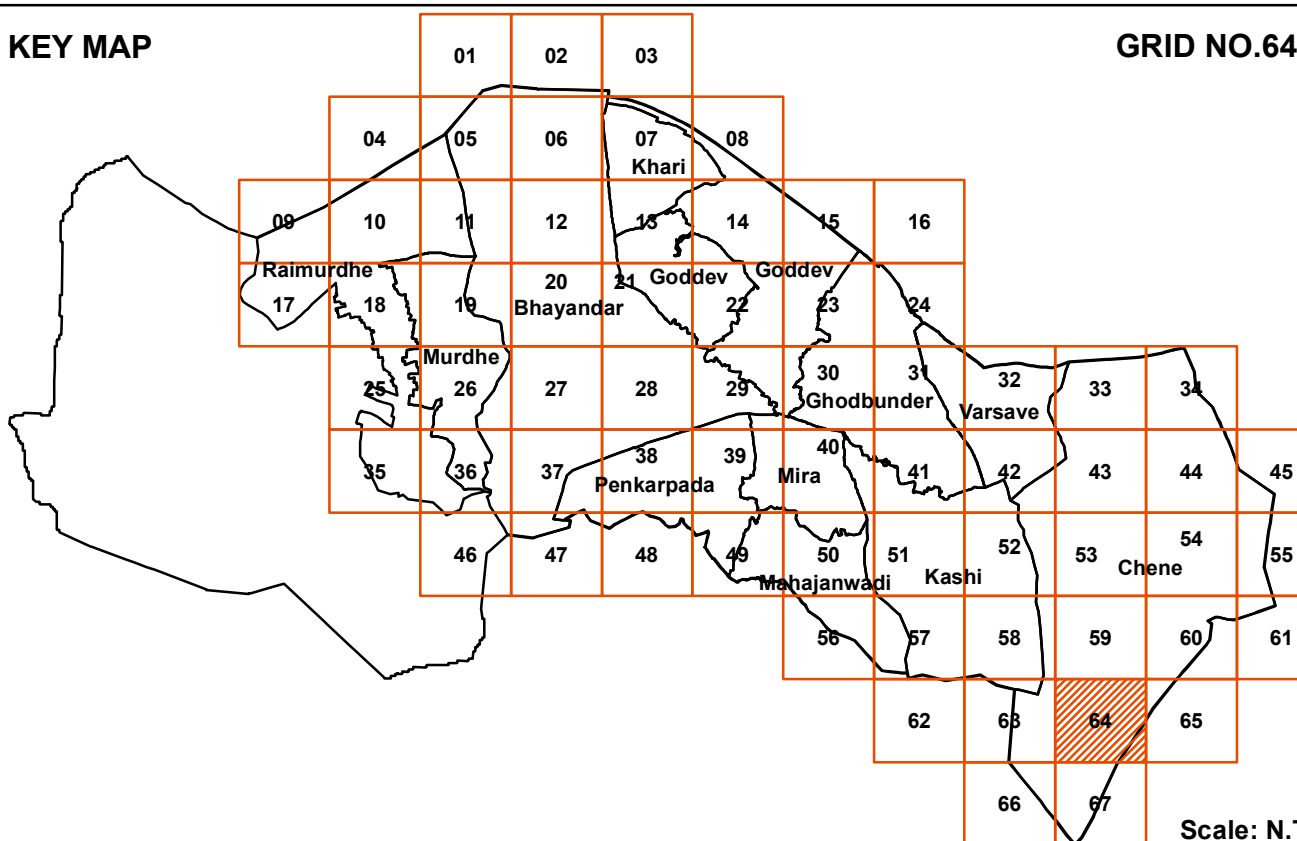 KEY MAP
GRID NO.64
01 02 03
04 05 06 07 08
Khari
09 10 11 12 13 14 15 16
Raimurdhe Goddev Goddev
17 18 19 20 21 22 23 24
Bhayandar
Murdhe
25 26 27 28 29 30 31 32 33 34
Ghodbunder Varsave
35 36 37 38 39 40 41 42 43 44 45
Penkarpada Mira
46 47 48 49 50 51 52 53 54 55
Mahajanwadi Kashi Chene
56 57 58 59 60 61
62 63 64 65
66 67
Scale: N.T